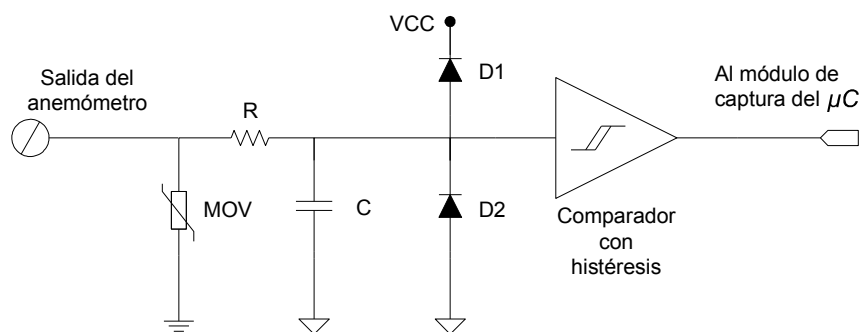 VCC
Salida del
anemómetro
R
D1
Al módulo de
captura del µC
MOV
C
D2
Comparador
con
histéresis